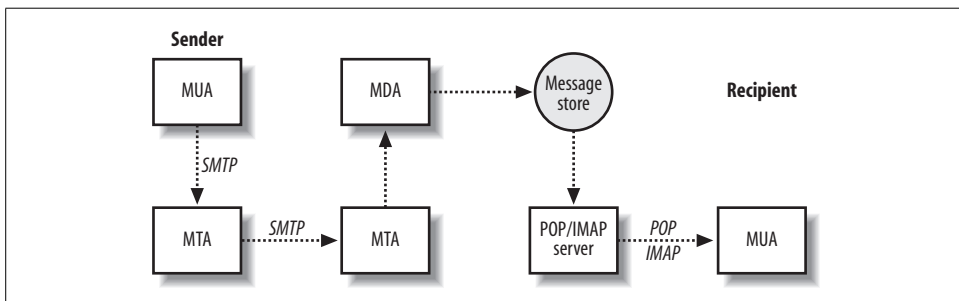 Sender
MUA
MDA
Message
store
Recipient
SMTP
MTA
SMTP
MTA
POP/IMAP
server
POP
IMAP
MUA